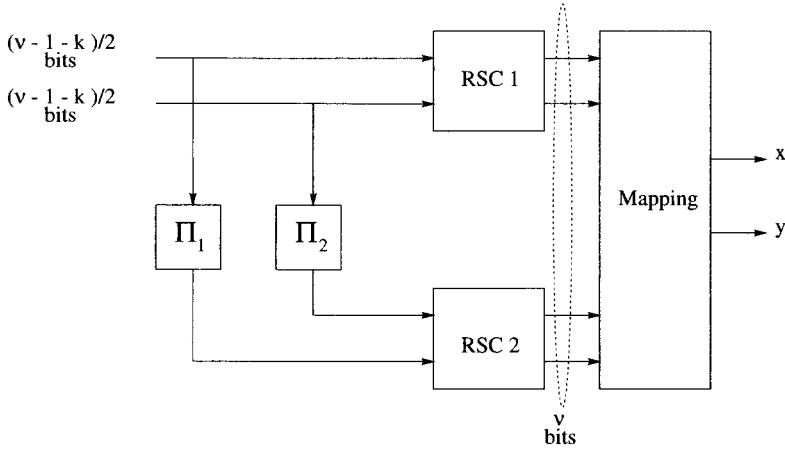 (ν - 1 - k )/2
bits
(ν - 1 - k )/2
bits
RSC 1
Mapping
x
y
Π1
Π2
RSC 2
ν
bits